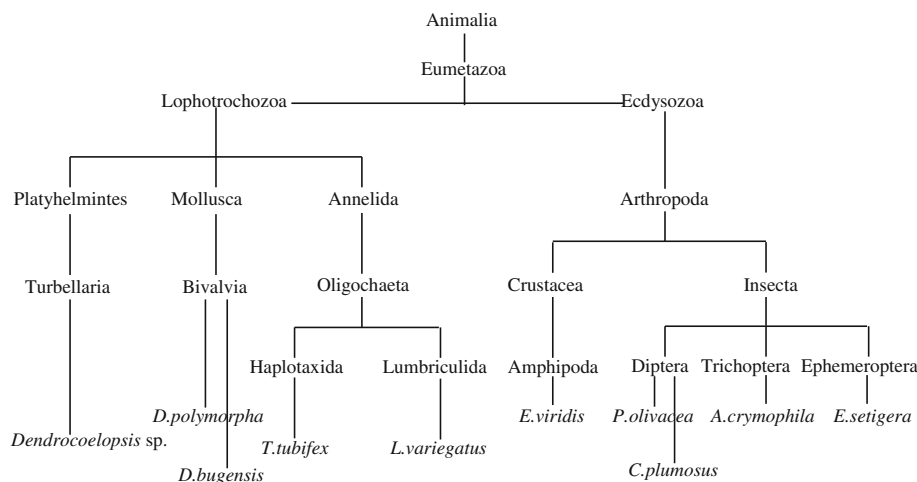 Animalia
Eumetazoa
Lophotrochozoa Ecdysozoa
Platyhelmintes Mollusca Annelida Arthropoda
Turbellaria Bivalvia Oligochaeta Crustacea Insecta
Haplotaxida Lumbriculida Amphipoda Diptera Trichoptera Ephemeroptera
D.polymorpha E.viridis P.olivacea A.crymophila E.setigera
Dendrocoelopsis sp. T.tubifex L.variegatus
D.bugensis C.plumosus